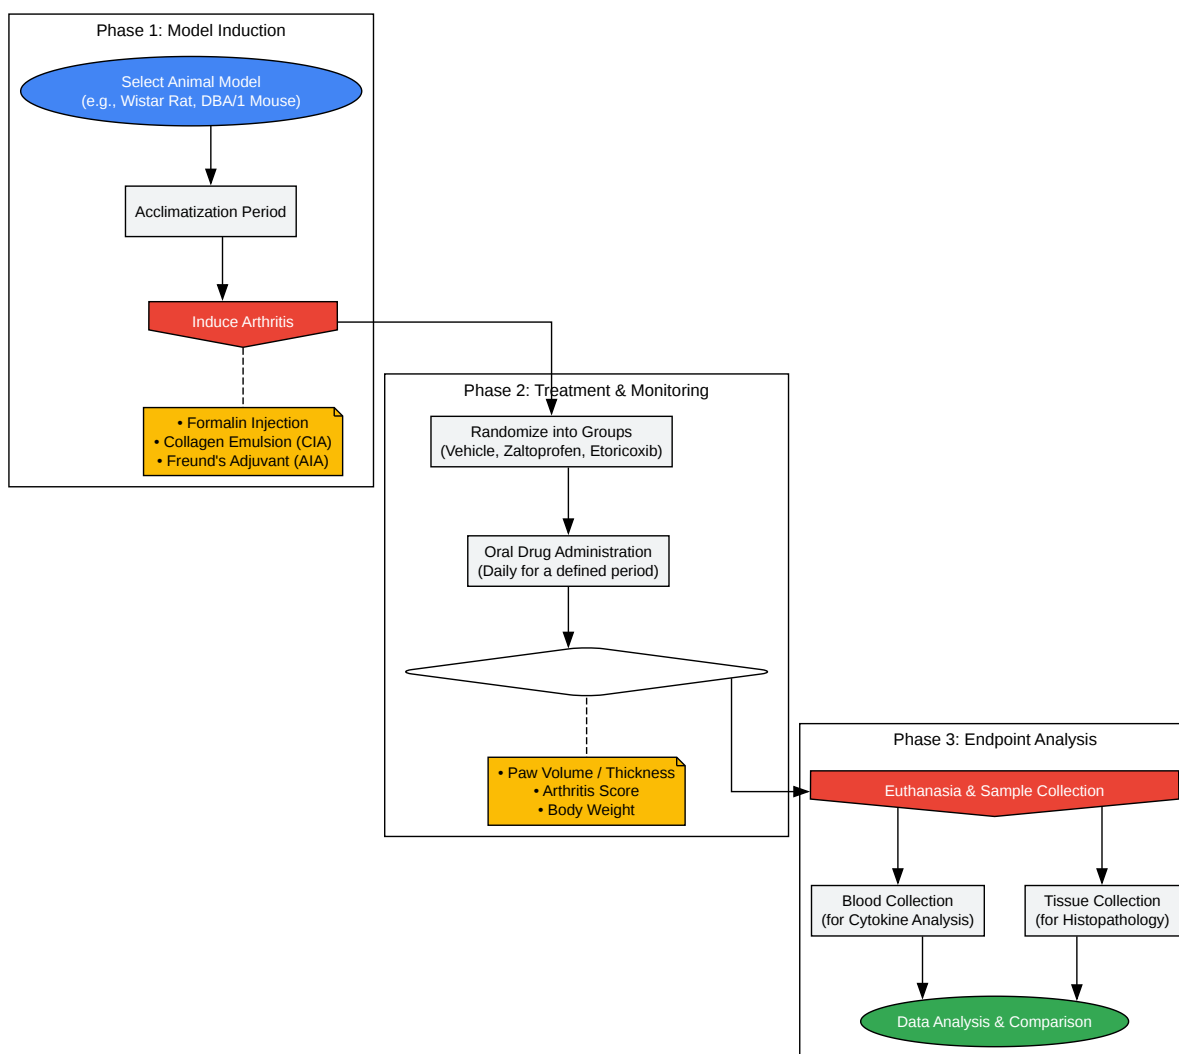 Phase 1: Model Induction
Select Animal Model
(e.g., Wistar Rat, DBA/1 Mouse)
Acclimatization Period
Induce Arthritis
• Formalin Injection
• Collagen Emulsion (CIA)
• Freund's Adjuvant (AIA)
Phase 2: Treatment & Monitoring
Randomize into Groups
(Vehicle, Zaltoprofen, Etoricoxib)
Oral Drug Administration
(Daily for a defined period)
• Paw Volume / Thickness
• Arthritis Score
• Body Weight
Phase 3: Endpoint Analysis
Euthanasia & Sample Collection
Blood Collection
(for Cytokine Analysis)
Tissue Collection
(for Histopathology)
Data Analysis & Comparison